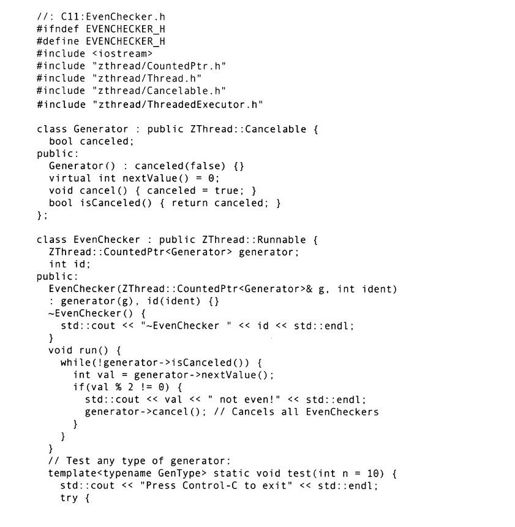 //: C11:EvenChecker.h
#ifndef EVENCHECKER_H
#define EVENCHECKER_H
#include <iostream>
#include "zthread/CountedPtr.h"
#include "zthread/Thread.h"
#include "zthread/Cancelable.h"
#include "zthread/ThreadedExecutor.h"

class Generator : public ZThread::Cancelable {
  bool canceled;
public:
  Generator() : canceled(false) {}
  virtual int nextValue() = 0;
  void cancel() { canceled = true; }
  bool isCanceled() { return canceled; }
};

class EvenChecker : public ZThread::Runnable {
  ZThread::CountedPtr<Generator> generator;
  int id;
public:
  EvenChecker(ZThread::CountedPtr<Generator>& g, int ident)
  : generator(g), id(ident) {}
  ~EvenChecker() {
    std::cout << "~EvenChecker " << id << std::endl;
  }
  void run() {
    while(!generator->isCanceled()) {
      int val = generator->nextValue();
      if(val % 2 != 0) {
        std::cout << val << " not even!" << std::endl;
        generator->cancel(); // Cancels all EvenCheckers
      }
    }
  }
  // Test any type of generator:
  template<typename GenType> static void test(int n = 10) {
    std::cout << "Press Control-C to exit" << std::endl;
    try {